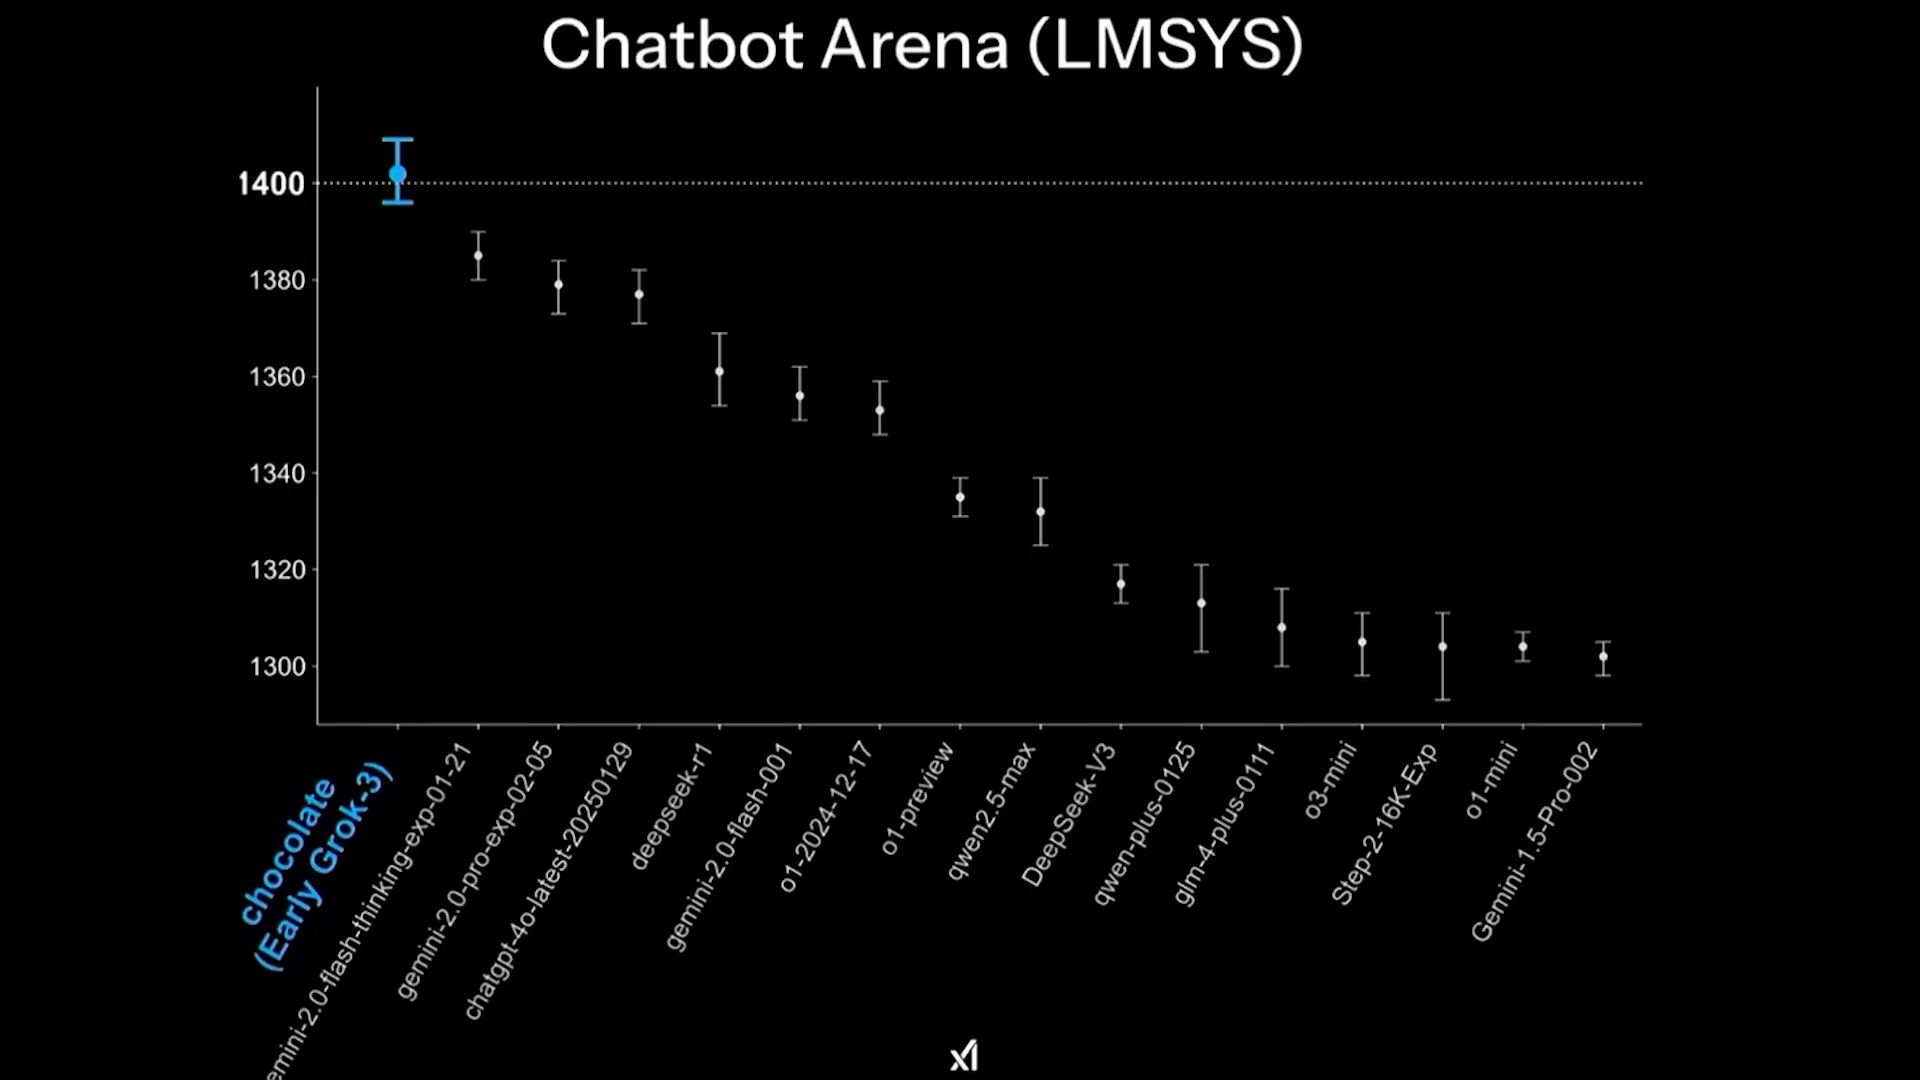 Chatbot Arena (LMSYS)
1400
1380
1360
1340
1320
1300
chocolate
(Early Grok-3)
emini-2.0-flash-thinking-exp-01-21
gemini-2.0-pro-exp-02-05
chatgpt-4o-latest-20250129
deepseek-r1
gemini-2.0-flash-001
o1-2024-12-17
o1-preview
qwen2.5-max
DeepSeek-V3
qwen-plus-0125
glm-4-plus-0111
o3-mini
Step-2-16K-Exp
o1-mini
Gemini-1.5-Pro-002
xI